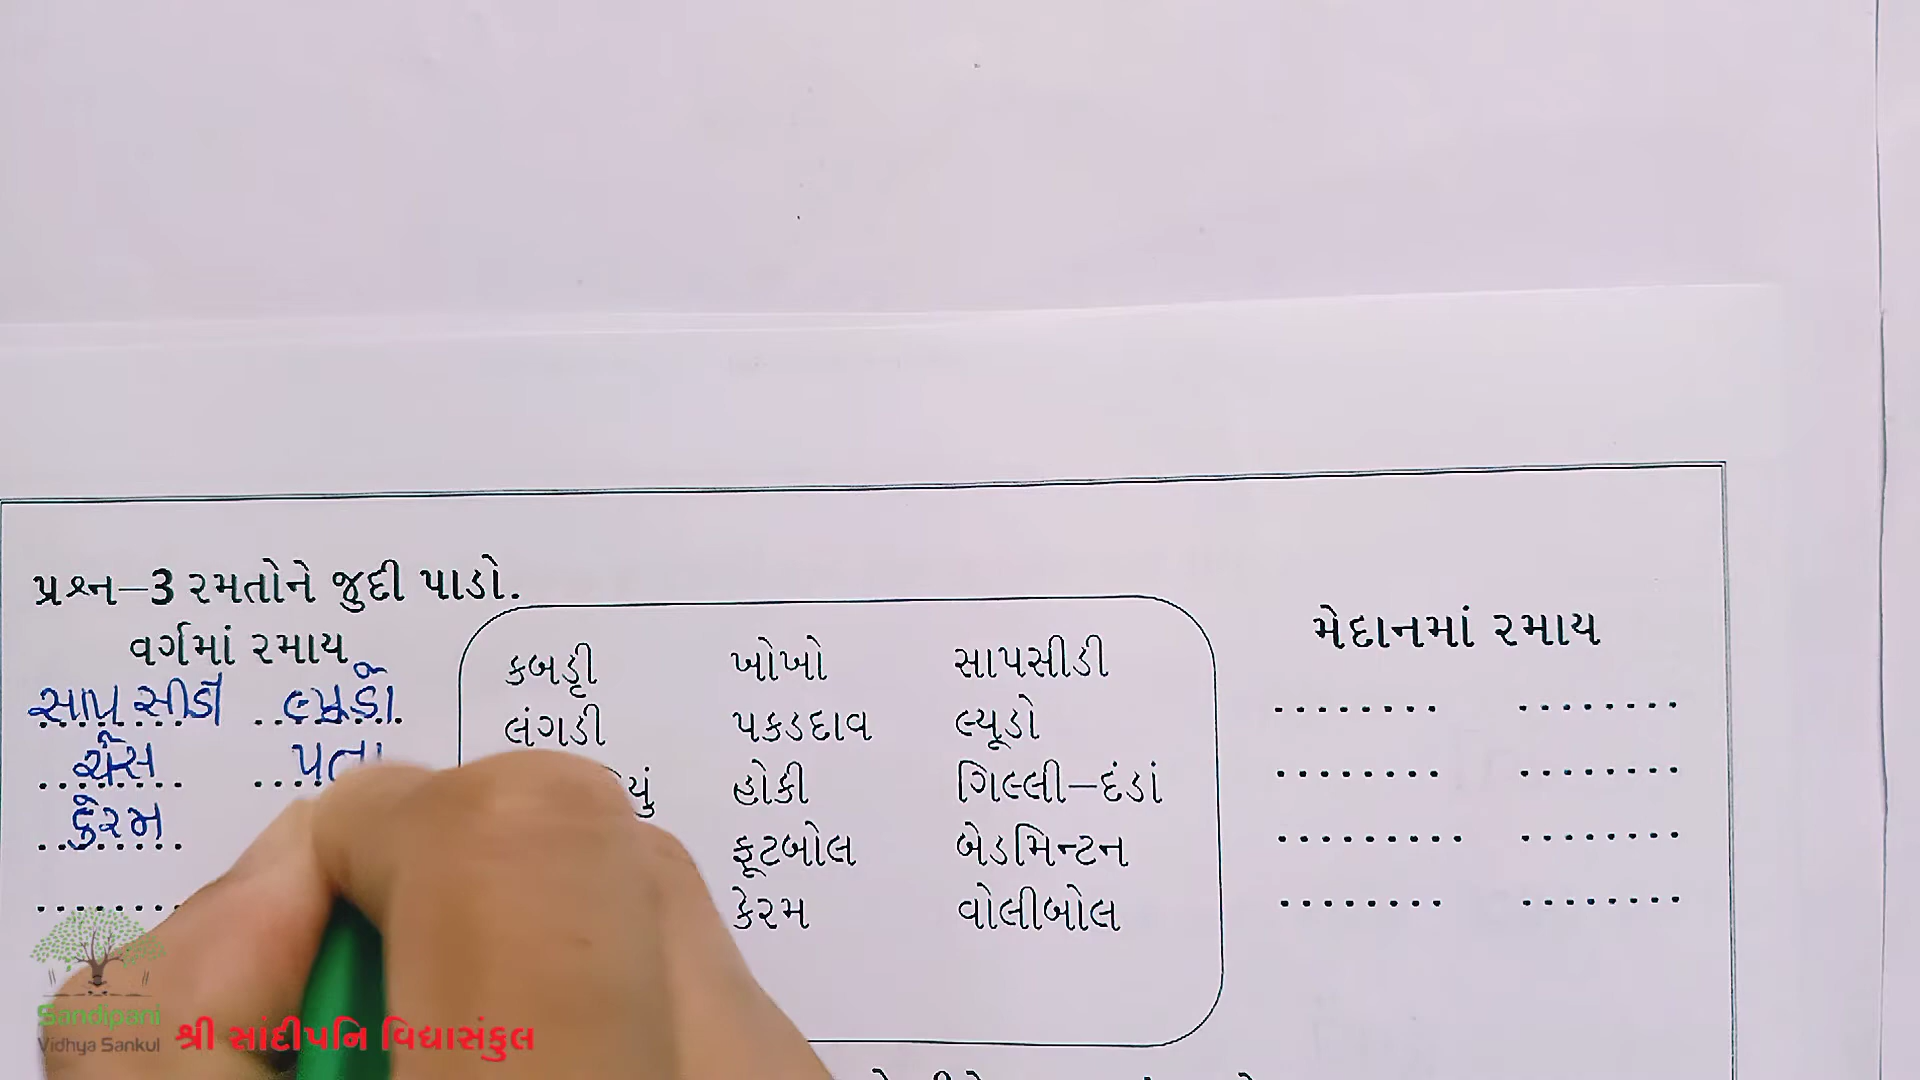 પ્રશ્ન–3 રમતોને જુદી પાડો.
વર્ગમાં રમાય
સાપ સીડી લ્યુડો
ચેસ પતા
કેરમ
કબડ્ડી ખોખો સાપસીડી
લંગડી પકડદાવ લ્યૂડો
હોકી ગિલ્લી–દંડાં
ફૂટબોલ બેડમિન્ટન
કેરમ વોલીબોલ
મેદાનમાં રમાય
Sandipani
Vidhya Sankul
શ્રી સાંદીપનિ વિદ્યાસંકુલ